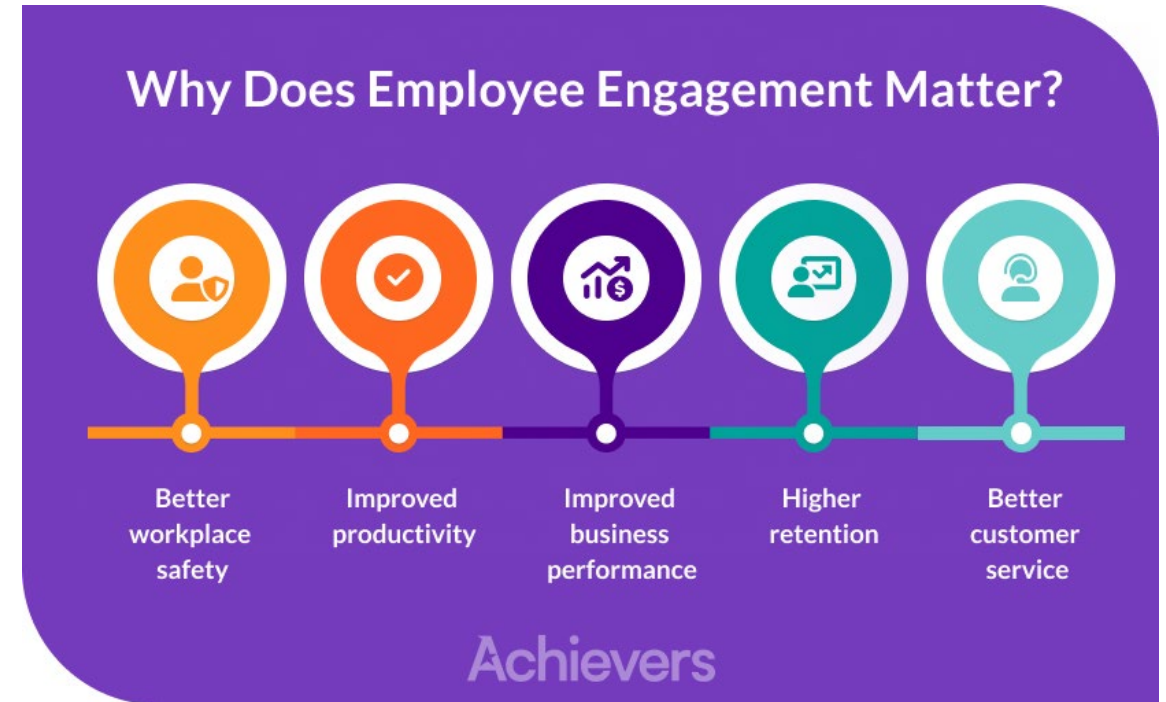 Why Does Employee Engagement Matter?
$
Better
workplace
safety
Improved
productivity
Improved
business
performance
Higher
retention
Better
customer
service
Achievers